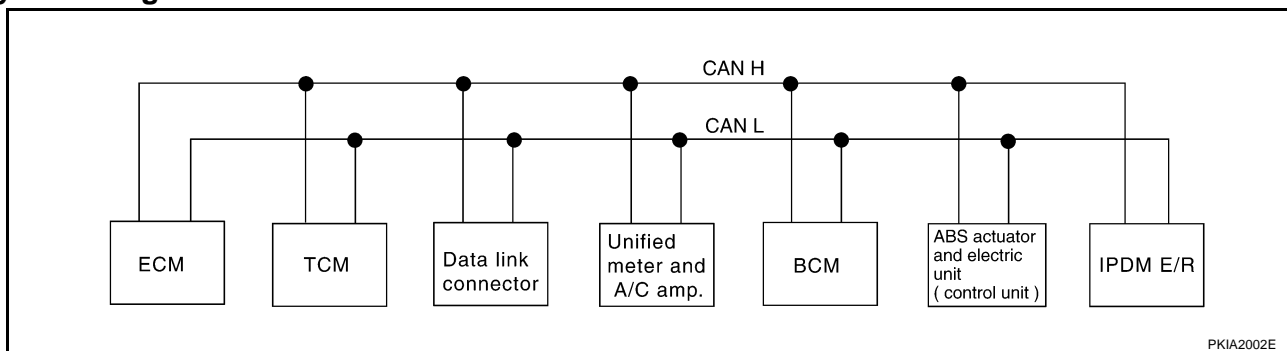 CAN H
CAN L
ECM
TCM
Data link
connector
Unified
meter and
A/C amp.
BCM
ABS actuator
and electric
unit
( control unit )
IPDM E/R
PKIA2002E